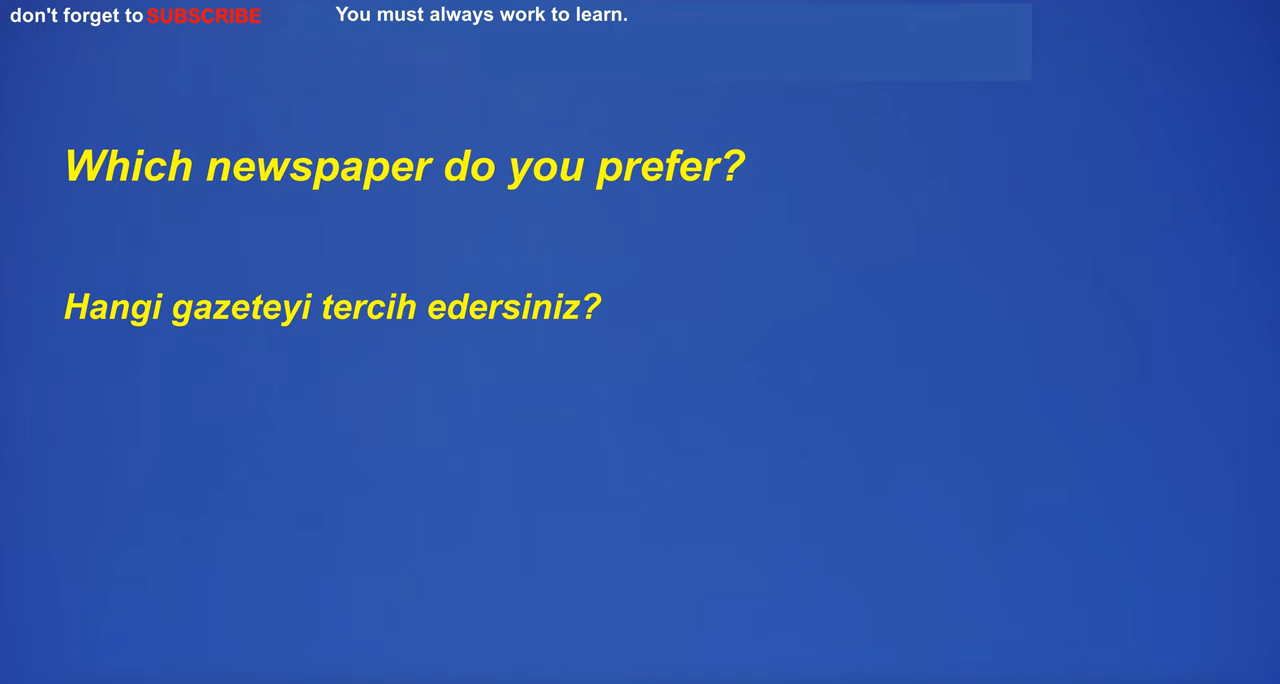 don't forget to SUBSCRIBE
You must always work to learn.
Which newspaper do you prefer?
Hangi gazeteyi tercih edersiniz?